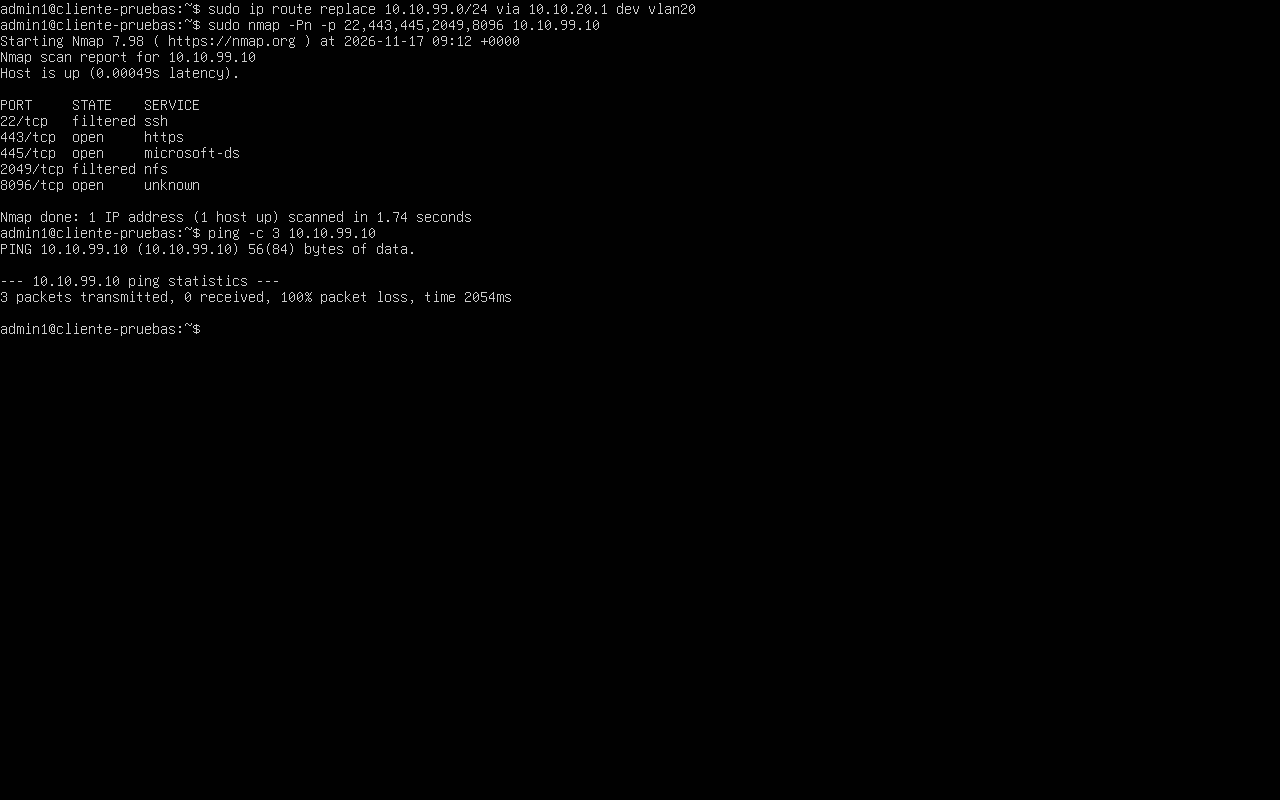 admin1@cliente-pruebas:~$ sudo ip route replace 10.10.99.0/24 via 10.10.20.1 dev vlan20
admin1@cliente-pruebas:~$ sudo nmap -Pn -p 22,443,445,2049,8096 10.10.99.10
Starting Nmap 7.98 ( https://nmap.org ) at 2026-11-17 09:12 +0000
Nmap scan report for 10.10.99.10
Host is up (0.00049s latency).

PORT     STATE    SERVICE
22/tcp   filtered ssh
443/tcp  open     https
445/tcp  open     microsoft-ds
2049/tcp filtered nfs
8096/tcp open     unknown

Nmap done: 1 IP address (1 host up) scanned in 1.74 seconds
admin1@cliente-pruebas:~$ ping -c 3 10.10.99.10
PING 10.10.99.10 (10.10.99.10) 56(84) bytes of data.

--- 10.10.99.10 ping statistics ---
3 packets transmitted, 0 received, 100% packet loss, time 2054ms

admin1@cliente-pruebas:~$